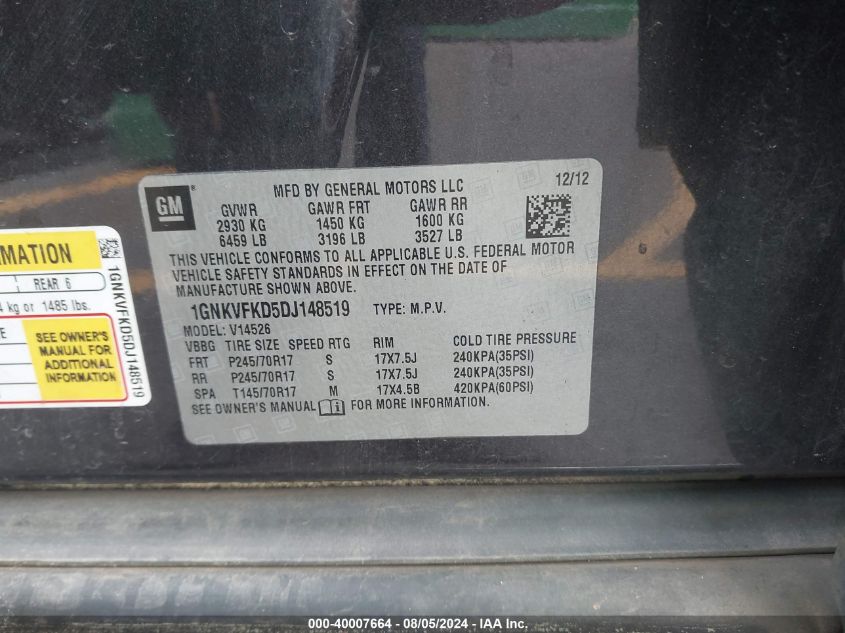 GM ® MFD BY GENERAL MOTORS LLC 12/12
GVWR GAWR FRT GAWR RR
2930 KG 1450 KG 1600 KG
6459 LB 3196 LB 3527 LB
THIS VEHICLE CONFORMS TO ALL APPLICABLE U.S. FEDERAL MOTOR
VEHICLE SAFETY STANDARDS IN EFFECT ON THE DATE OF
MANUFACTURE SHOWN ABOVE.
1GNKVFKD5DJ148519 TYPE: M.P.V.
MODEL: V14526
VBBG TIRE SIZE SPEED RTG RIM COLD TIRE PRESSURE
FRT P245/70R17 S 17X7.5J 240KPA(35PSI)
RR P245/70R17 S 17X7.5J 240KPA(35PSI)
SPA T145/70R17 M 17X4.5B 420KPA(60PSI)
SEE OWNER'S MANUAL i FOR MORE INFORMATION.
REAR 6
kg or 1485 lbs.
SEE OWNER'S
MANUAL FOR
ADDITIONAL
INFORMATION
1GNKVFKD5DJ148519
000-40007664 - 08/05/2024 - IAA Inc.